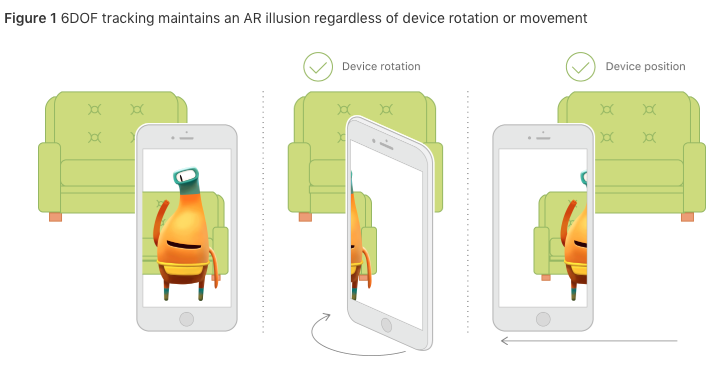 Figure 1 6DOF tracking maintains an AR illusion regardless of device rotation or movement
Device rotation
Device position